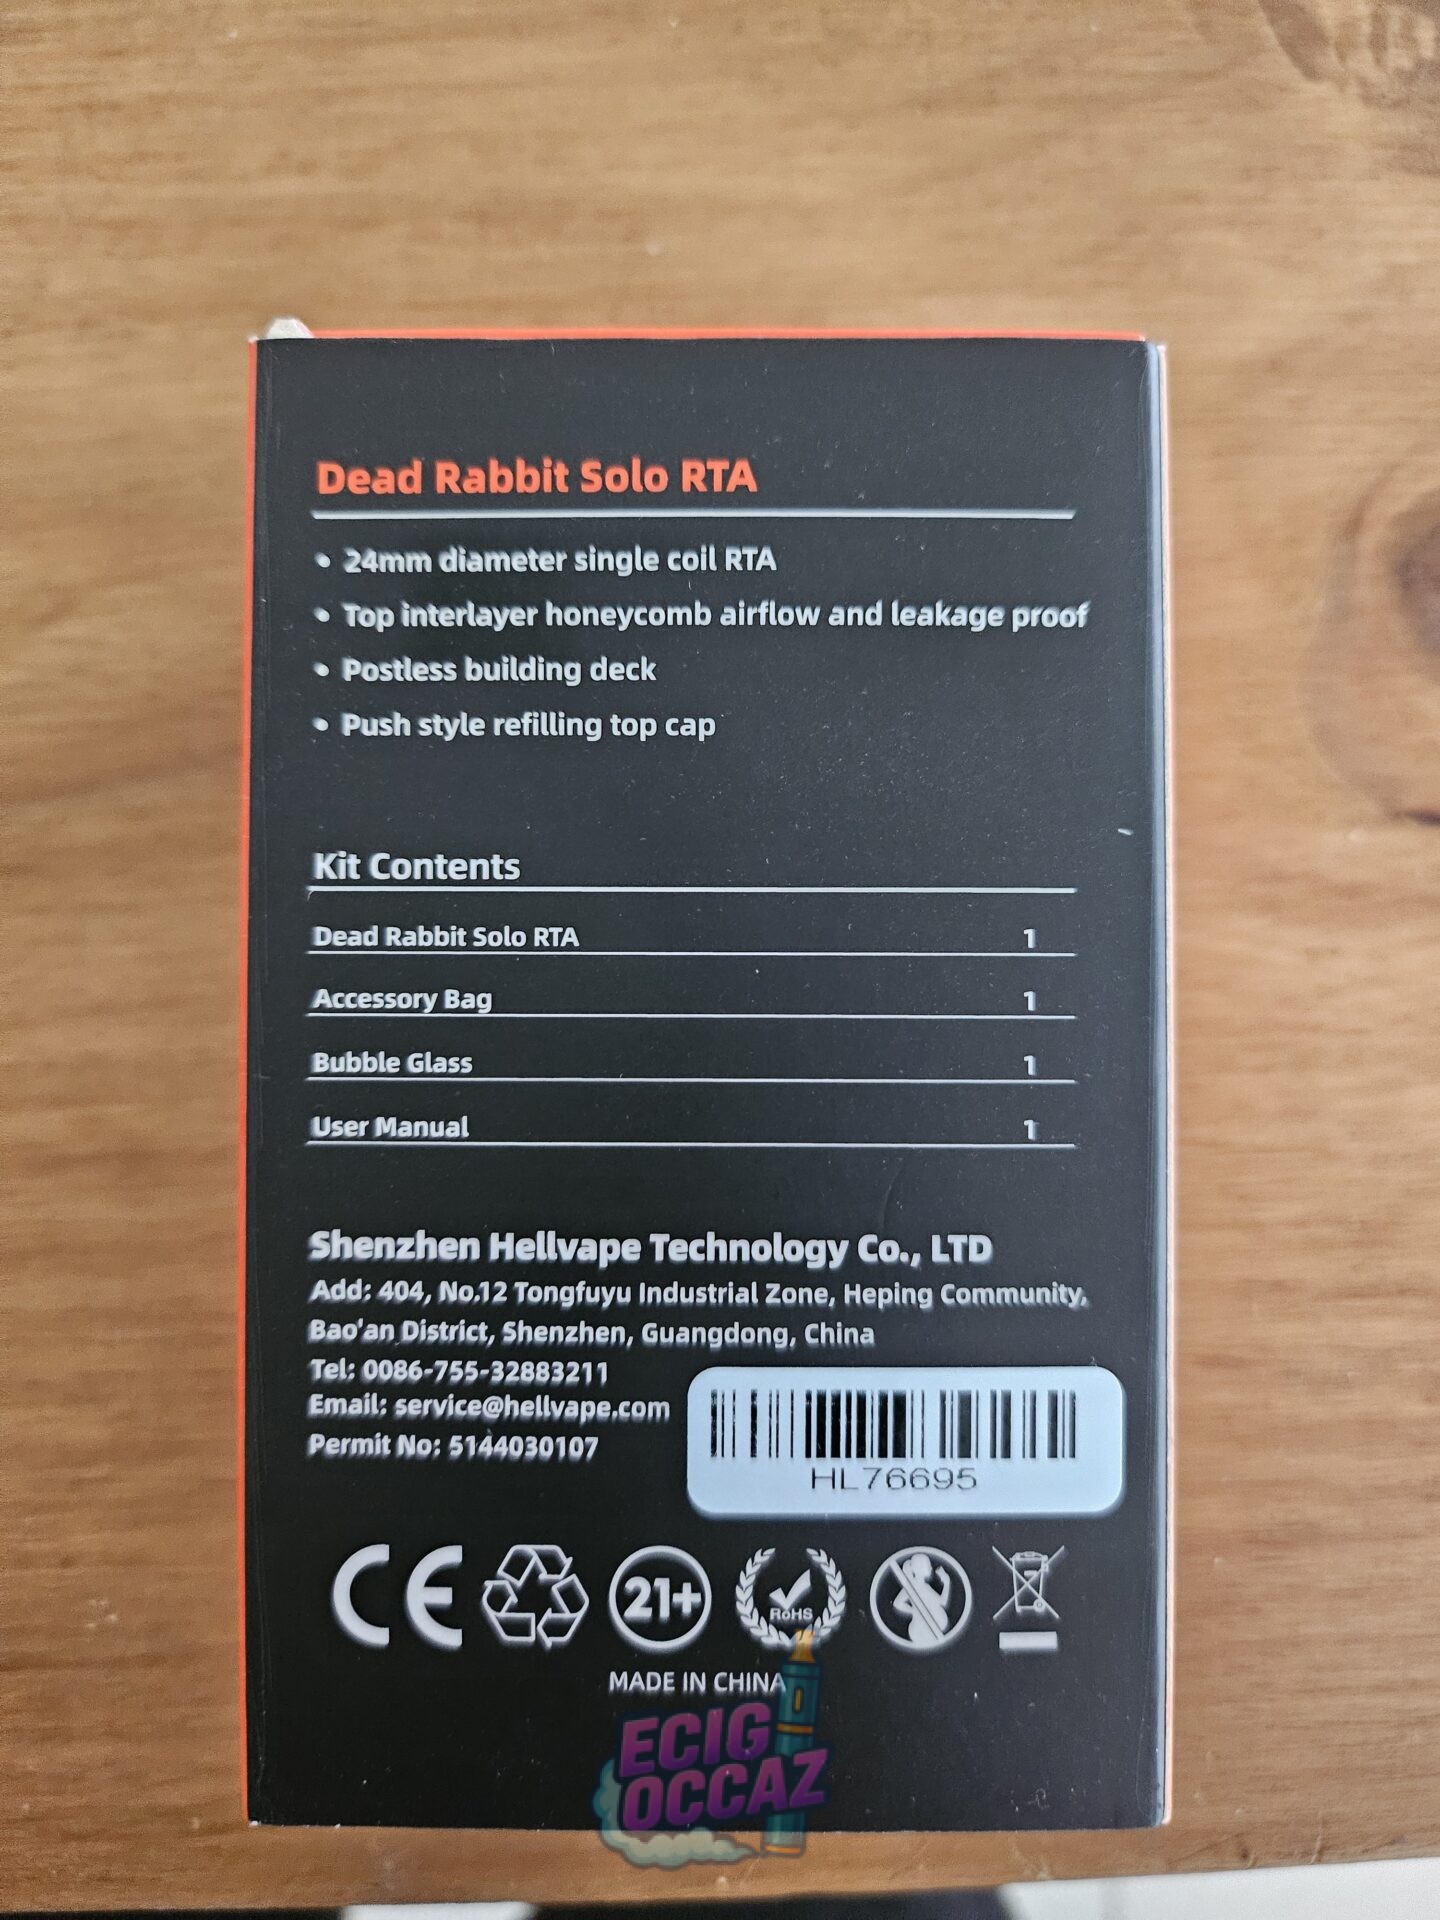 Dead Rabbit Solo RTA
• 24mm diameter single coil RTA
• Top interlayer honeycomb airflow and leakage proof
• Postless building deck
• Push style refilling top cap
Kit Contents
Dead Rabbit Solo RTA 1
Accessory Bag 1
Bubble Glass 1
User Manual 1
Shenzhen Hellvape Technology Co., LTD
Add: 404, No.12 Tongfuyu Industrial Zone, Heping Community,
Bao'an District, Shenzhen, Guangdong, China
Tel: 0086-755-32883211
Email: service@hellvape.com
Permit No: 5144030107
HL76695
CE 21+ RoHS
MADE IN CHINA
ECIG
OCCAZ